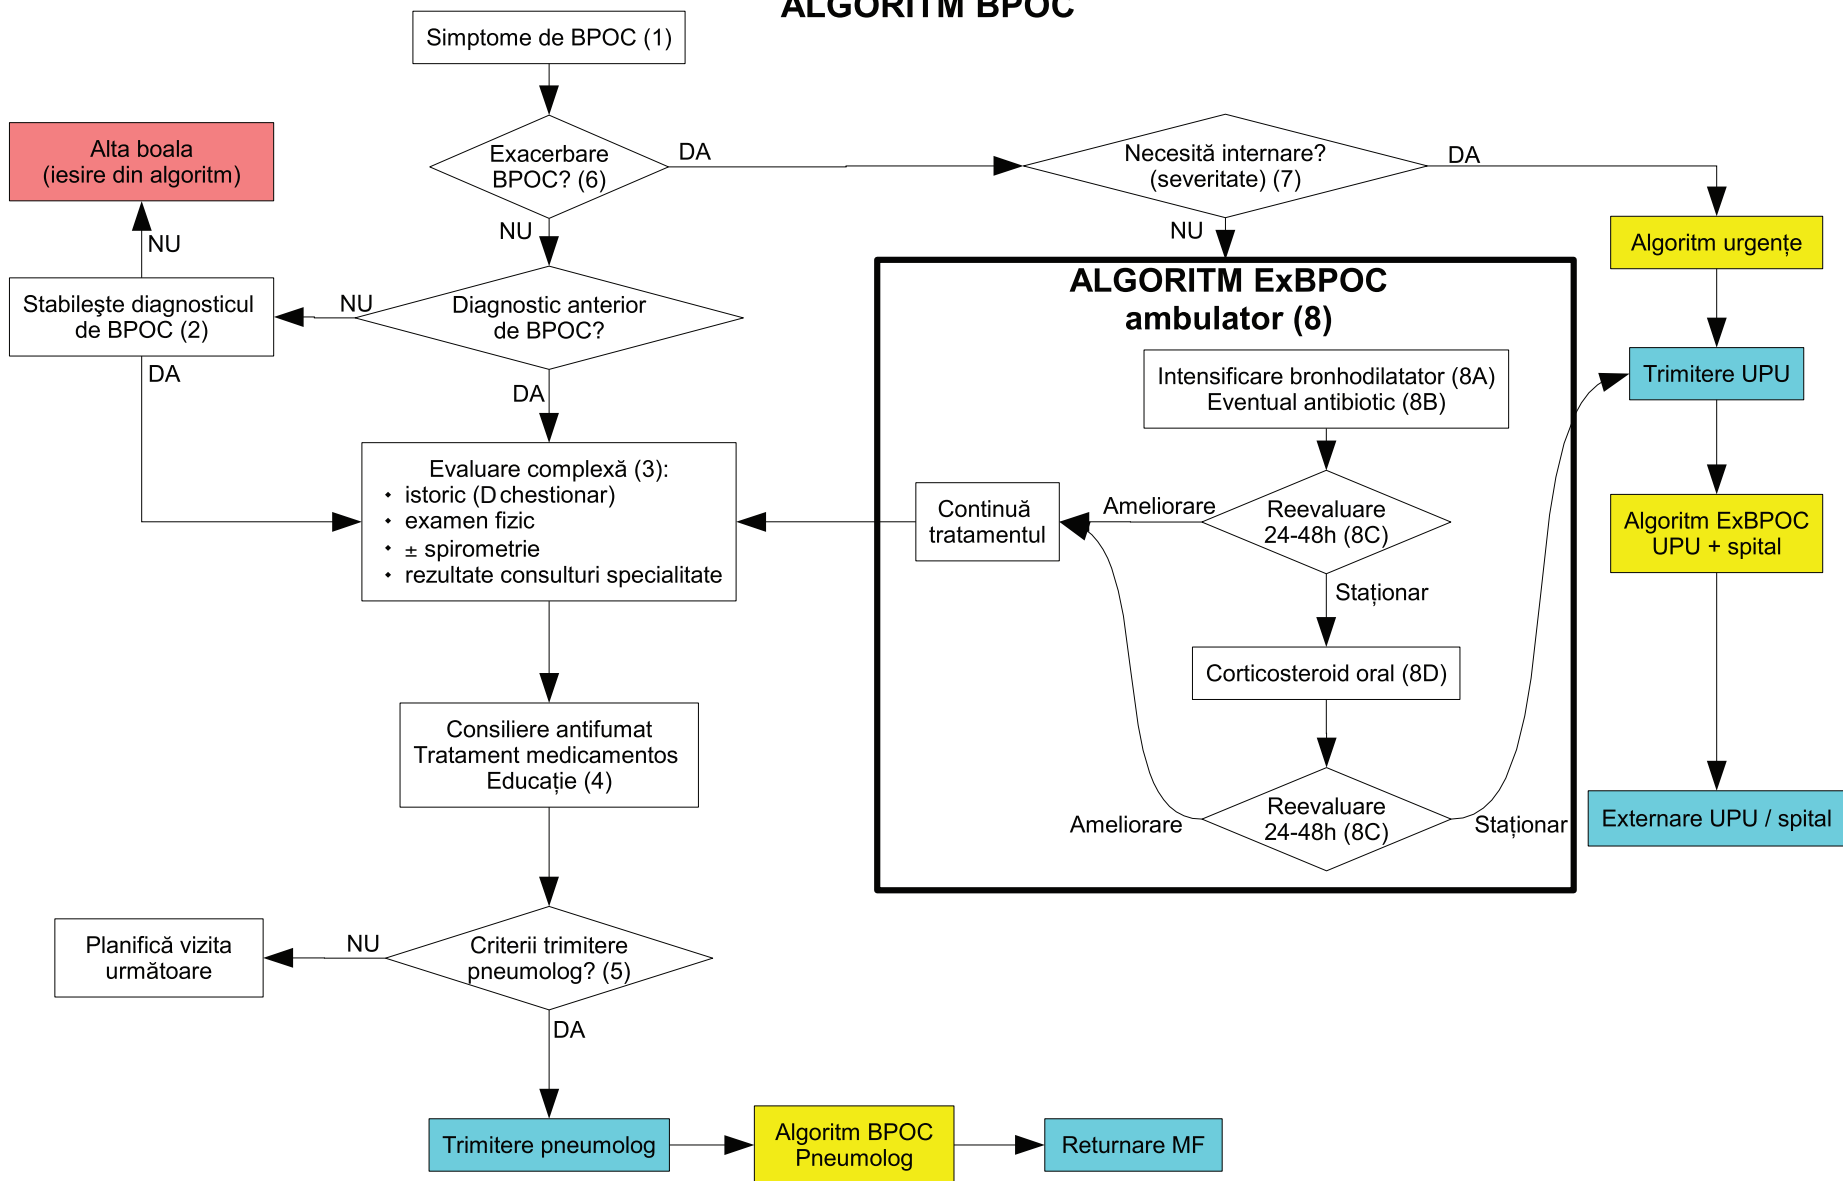 ALGORITM BPOC
Simptome de BPOC (1)
Alta boala
(iesire din algoritm)
Exacerbare
BPOC? (6)
DA
Necesită internare?
(severitate) (7)
DA
NU
NU
NU
Algoritm urgențe
Stabileşte diagnosticul
de BPOC (2)
NU
Diagnostic anterior
de BPOC?
DA
DA
ALGORITM ExBPOC
ambulator (8)
Intensificare bronhodilatator (8A)
Eventual antibiotic (8B)
Trimitere UPU
Evaluare complexă (3):
• istoric (D chestionar)
• examen fizic
• ± spirometrie
• rezultate consulturi specialitate
Continuă
tratamentul
Ameliorare
Reevaluare
24-48h (8C)
Staționar
Algoritm ExBPOC
UPU + spital
Corticosteroid oral (8D)
Consiliere antifumat
Tratament medicamentos
Educație (4)
Ameliorare
Reevaluare
24-48h (8C)
Staționar
Externare UPU / spital
Planifică vizita
următoare
NU
Criterii trimitere
pneumolog? (5)
DA
Trimitere pneumolog
Algoritm BPOC
Pneumolog
Returnare MF